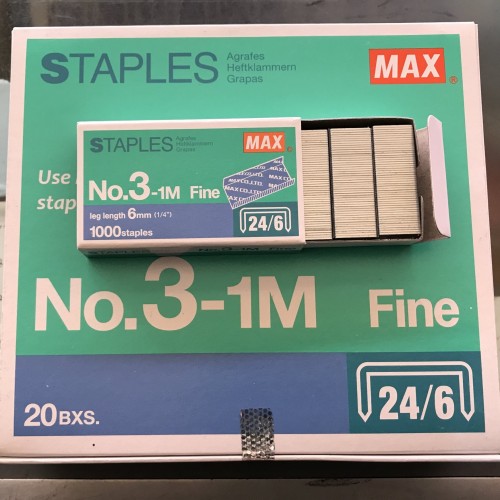 STAPLES
Agrafes
Heftklammern
Grapas
MAX
STAPLES
Agrafes
Heftklammern
Grapas
MAX
No.3-1M Fine
leg length 6mm (1/4")
1000staples
24/6
Use
stap
No.3-1M Fine
20BXS.
24/6